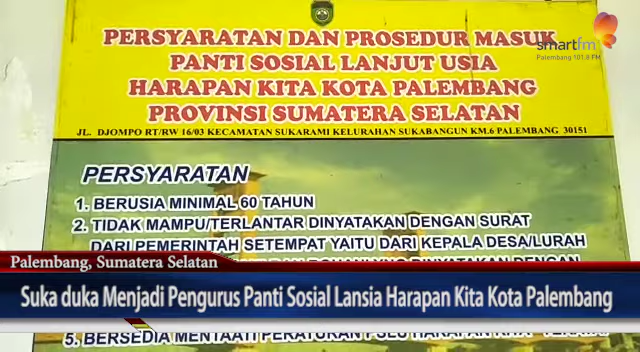 smartfm
Palembang 101.8 FM
PERSYARATAN DAN PROSEDUR MASUK
PANTI SOSIAL LANJUT USIA
HARAPAN KITA KOTA PALEMBANG
PROVINSI SUMATERA SELATAN
JL. DJOMPO RT/RW 16/03 KECAMATAN SUKARAMI KELURAHAN SUKABANGUN KM.6 PALEMBANG 30151
PERSYARATAN
1. BERUSIA MINIMAL 60 TAHUN
2. TIDAK MAMPU/TERLANTAR DINYATAKAN DENGAN SURAT
DARI PEMERINTAH SETEMPAT YAITU DARI KEPALA DESA/LURAH
DINYATAKAN DENGAN
Palembang, Sumatera Selatan
Suka duka Menjadi Pengurus Panti Sosial Lansia Harapan Kita Kota Palembang
5. BERSEDIA MENTAATI PERATURAN